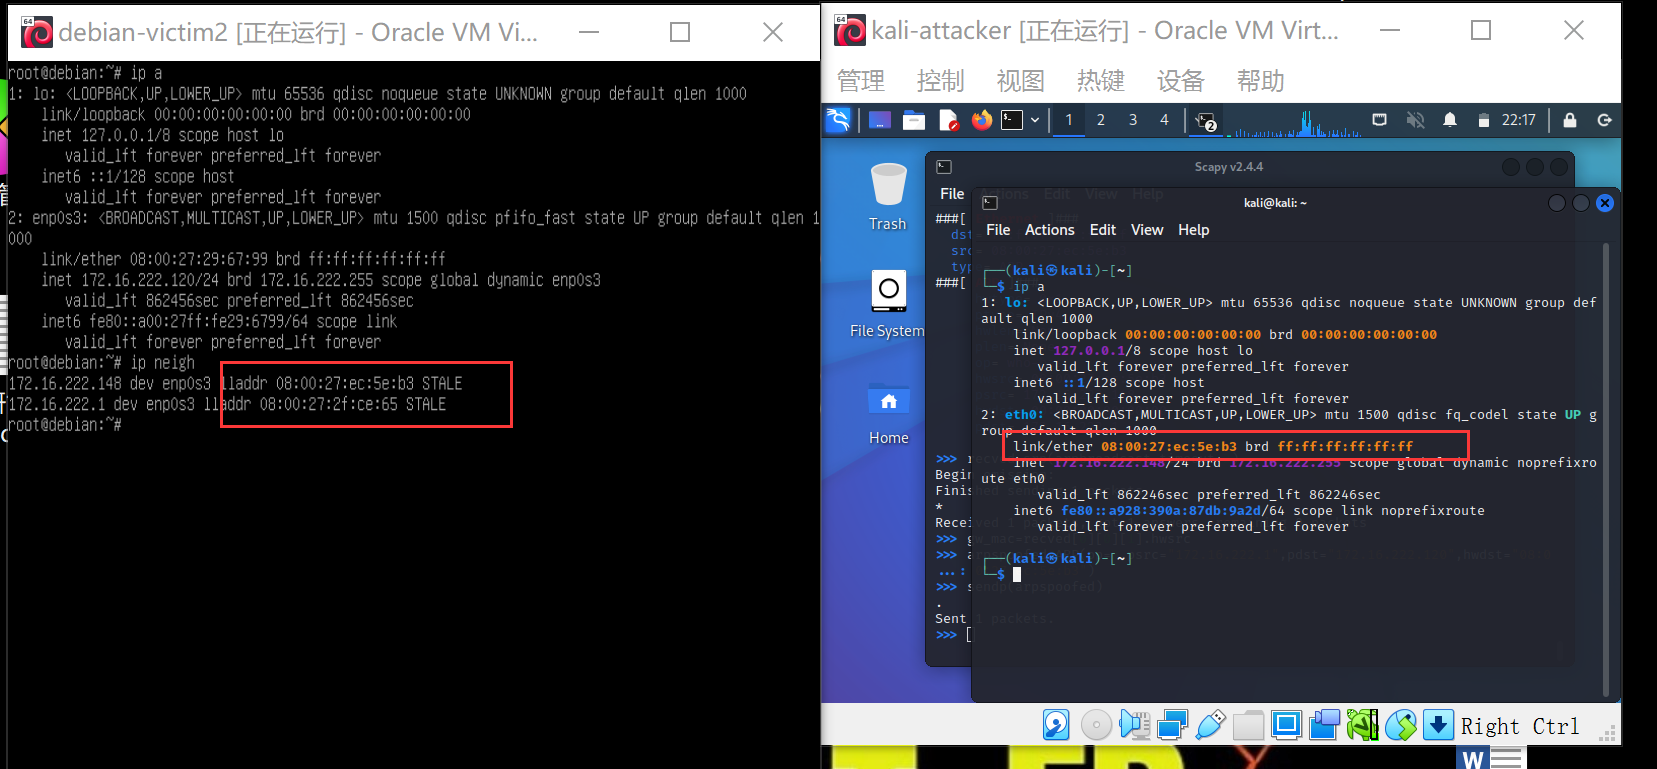 debian-victim2 [正在运行] - Oracle VM Vi...
root@debian:~# ip a
1: lo: <LOOPBACK,UP,LOWER_UP> mtu 65536 qdisc noqueue state UNKNOWN group default qlen 1000
link/loopback 00:00:00:00:00:00 brd 00:00:00:00:00:00
inet 127.0.0.1/8 scope host lo
valid_lft forever preferred_lft forever
inet6 ::1/128 scope host
valid_lft forever preferred_lft forever
2: enp0s3: <BROADCAST,MULTICAST,UP,LOWER_UP> mtu 1500 qdisc pfifo_fast state UP group default qlen 1
000
link/ether 08:00:27:29:67:99 brd ff:ff:ff:ff:ff:ff
inet 172.16.222.120/24 brd 172.16.222.255 scope global dynamic enp0s3
valid_lft 862456sec preferred_lft 862456sec
inet6 fe80::a00:27ff:fe29:6799/64 scope link
valid_lft forever preferred_lft forever
root@debian:~# ip neigh
172.16.222.148 dev enp0s3 lladdr 08:00:27:ec:5e:b3 STALE
172.16.222.1 dev enp0s3 lladdr 08:00:27:2f:ce:65 STALE
root@debian:~#
kali-attacker [正在运行] - Oracle VM Virt...
管理 控制 视图 热键 设备 帮助
1 2 3 4 2 22:17
Trash
File System
Home
Scapy v2.4.4
File Actions Edit View Help
###[
dst
src
typ
###[
>>> 
Begin
Finis
*
Recei
>>>
>>>
...:
>>>
.
Sent 1 packets.
>>>
kali@kali: ~
File Actions Edit View Help
┌──(kali㉿kali)-[~]
└─$ ip a
1: lo: <LOOPBACK,UP,LOWER_UP> mtu 65536 qdisc noqueue state UNKNOWN group def
ault qlen 1000
link/loopback 00:00:00:00:00:00 brd 00:00:00:00:00:00
inet 127.0.0.1/8 scope host lo
valid_lft forever preferred_lft forever
inet6 ::1/128 scope host
valid_lft forever preferred_lft forever
2: eth0: <BROADCAST,MULTICAST,UP,LOWER_UP> mtu 1500 qdisc fq_codel state UP g
roup default qlen 1000
link/ether 08:00:27:ec:5e:b3 brd ff:ff:ff:ff:ff:ff
inet 172.16.222.148/24 brd 172.16.222.255 scope global dynamic noprefixro
ute eth0
valid_lft 862246sec preferred_lft 862246sec
inet6 fe80::a928:390a:87db:9a2d/64 scope link noprefixroute
valid_lft forever preferred_lft forever
┌──(kali㉿kali)-[~]
└─$
Right Ctrl
W